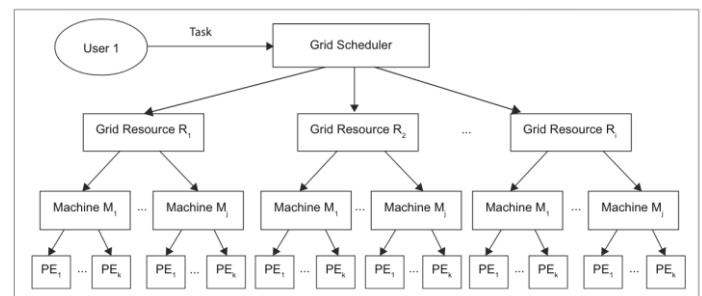 Task
User 1
Grid Scheduler
Grid Resource R₁ Grid Resource R₂ ... Grid Resource Rᵢ
Machine M₁ ... Machine Mⱼ Machine M₁ ... Machine Mⱼ Machine M₁ ... Machine Mⱼ
PE₁ ... PEₖ PE₁ ... PEₖ PE₁ ... PEₖ PE₁ ... PEₖ PE₁ ... PEₖ PE₁ ... PEₖ